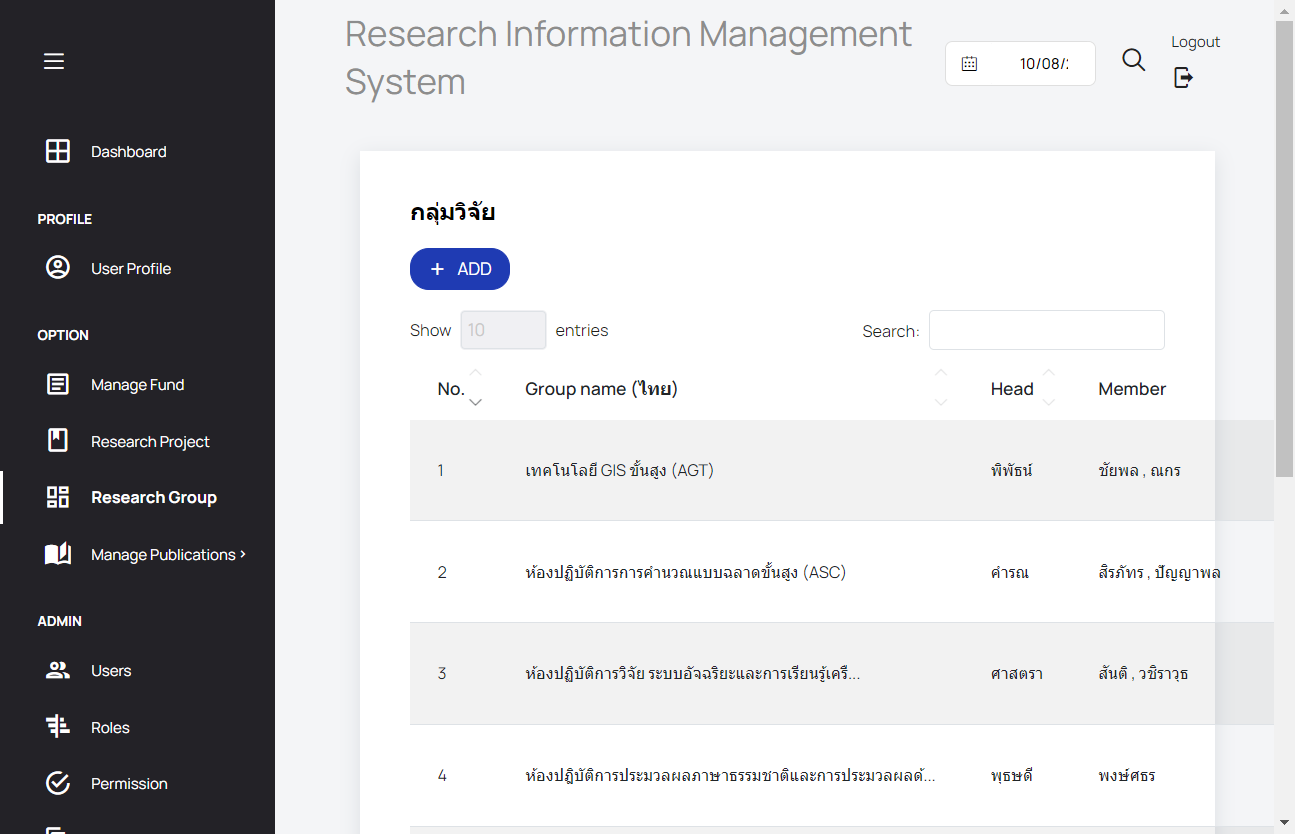 Research Information Management
System
10/08/
Logout
Dashboard
PROFILE
User Profile
OPTION
Manage Fund
Research Project
Research Group
Manage Publications
ADMIN
Users
Roles
Permission
กลุ่มวิจัย
+ ADD
Show 10 entries
Search:
No. Group name (ไทย) Head Member
1 เทคโนโลยี GIS ขั้นสูง (AGT) พิพัธน์ ชัยพล , ณกร
2 ห้องปฏิบัติการการคำนวณแบบฉลาดขั้นสูง (ASC) คำรณ สิรภัทร , ปัญญาพล
3 ห้องปฏิบัติการวิจัย ระบบอัจฉริยะและการเรียนรู้เครื... ศาสตรา สันติ , วชิราวุธ
4 ห้องปฎิบัติการประมวลผลภาษาธรรมชาติและการประมวลผลด้... พุธษดี พงษ์ศธร